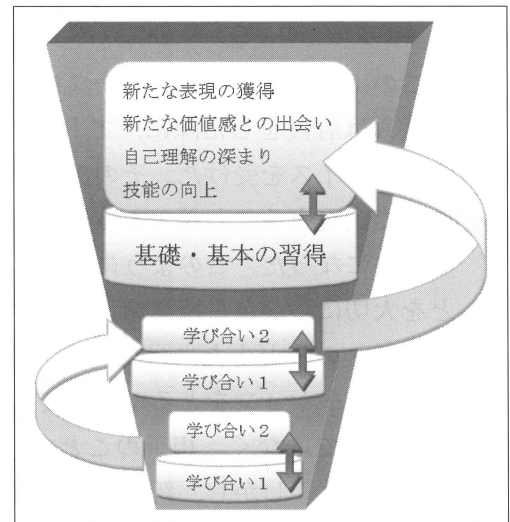 新たな表現の獲得
新たな価値感との出会い
自己理解の深まり
技能の向上
基礎・基本の習得
学び合い２
学び合い１
学び合い２
学び合い１